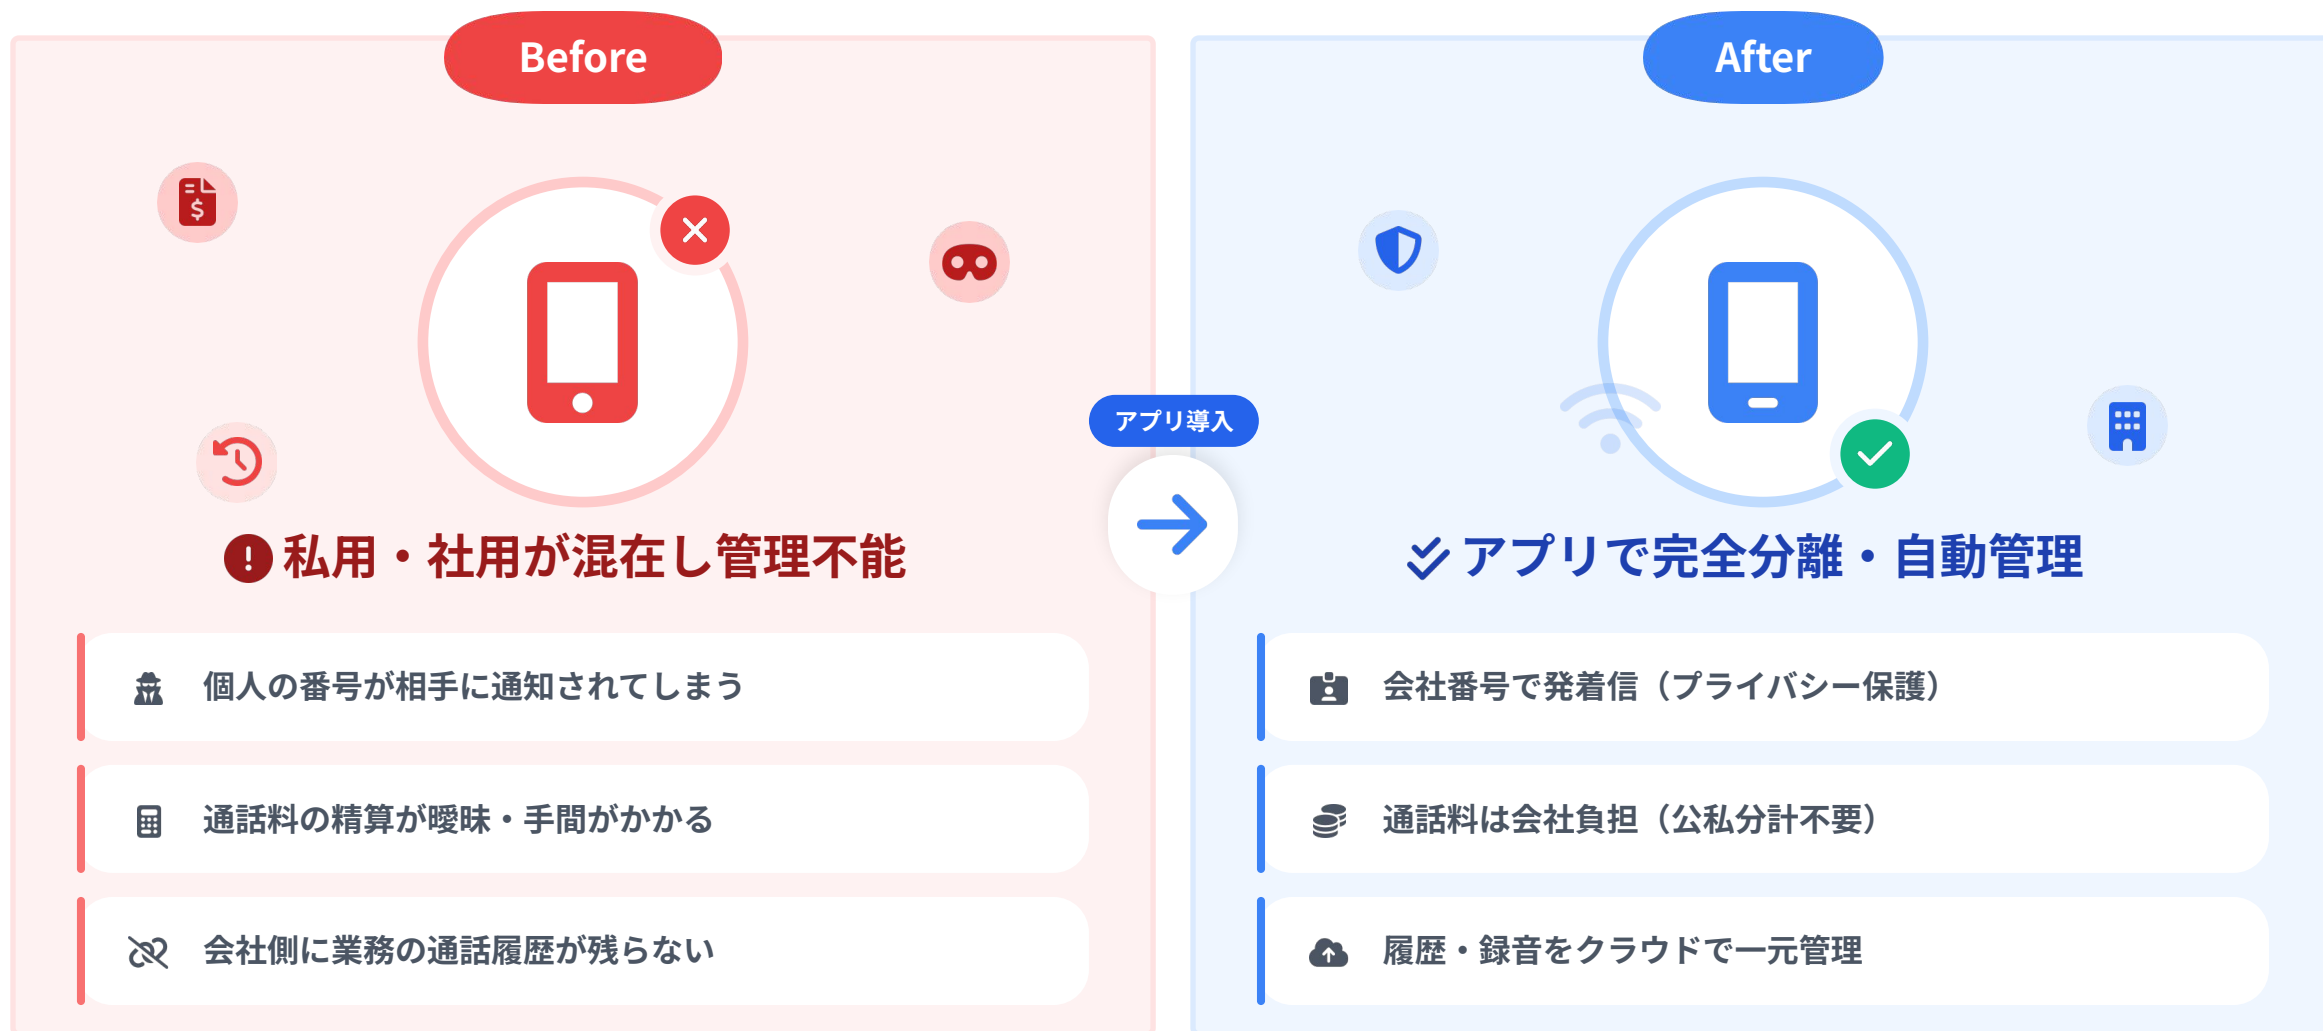 Before
私用・社用が混在し管理不能
個人の番号が相手に通知されてしまう
通話料の精算が曖昧・手間がかかる
会社側に業務の通話履歴が残らない
アプリ導入
After
アプリで完全分離・自動管理
会社番号で発着信（プライバシー保護）
通話料は会社負担（公私分計不要）
履歴・録音をクラウドで一元管理